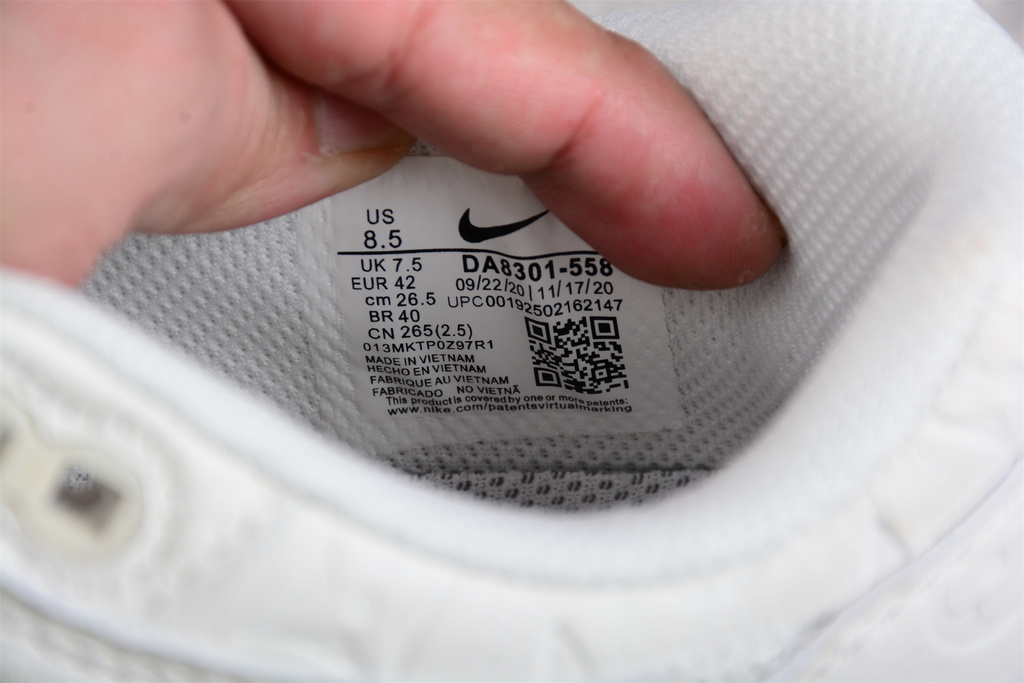 US
8.5
UK 7.5
EUR 42
cm 26.5
BR 40
CN 265(2.5)
DA8301-558
09/22/20 | 11/17/20
UPC00192502162147
013MKTP0Z97R1
MADE IN VIETNAM
HECHO EN VIETNAM
FABRIQUE AU VIETNAM
FABRICADO NO VIETNÃ
This product is covered by one or more patents:
www.nike.com/patentsvirtualmarking